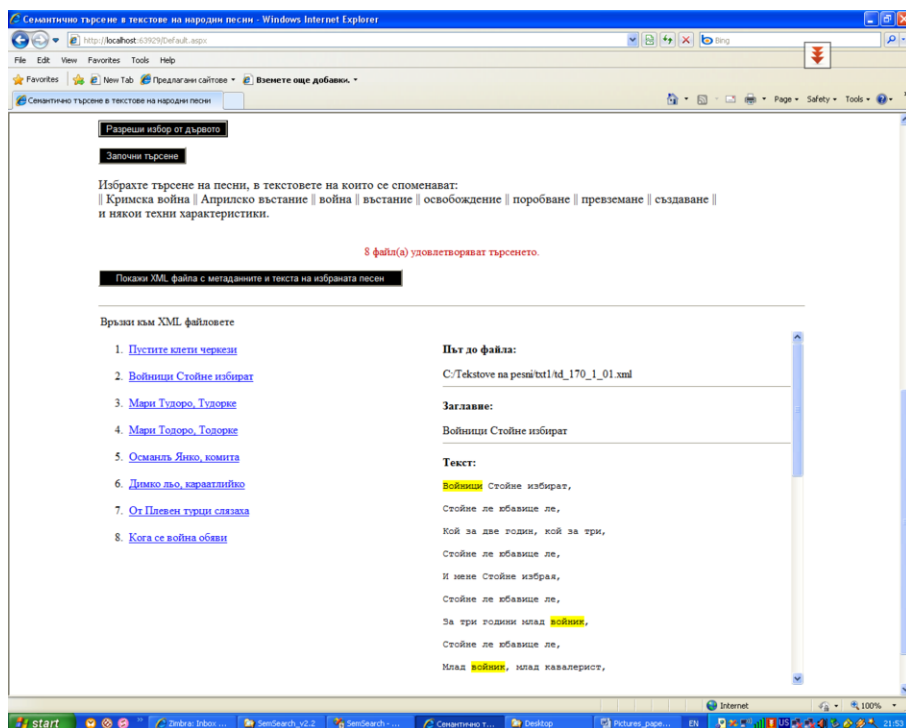 Семантично търсене в текстове на народни песни - Windows Internet Explorer
http://localhost:63929/Default.aspx
Bing
File Edit View Favorites Tools Help
Favorites New Tab Предлагани сайтове Вземете още добавки.
Семантично търсене в текстове на народни песни
Page Safety Tools
Разреши избор от дървото
Започни търсене
Избрахте търсене на песни, в текстовете на които се споменават:
|| Кримска война || Априлско въстание || война || въстание || освобождение || поробване || превземане || създаване ||
и някои техни характеристики.
8 файл(а) удовлетворяват търсенето.
Покажи XML файла с метаданните и текста на избраната песен
Връзки към XML файловете
1. Пустите клети черкези
2. Войници Стойне избират
3. Мари Тудоро, Тудорке
4. Мари Тодоро, Тодорке
5. Османлъ Янко, комита
6. Димко льо, караатлийко
7. От Плевен турци слязаха
8. Кога се война обяви
Път до файла:
C:/Tekstove na pesni/txt1/td_170_1_01.xml
Заглавие:
Войници Стойне избират
Текст:
Войници Стойне избират,
Стойне ле юбавице ле,
Кой за две годин, кой за три,
Стойне ле юбавице ле,
И мене Стойне избрая,
Стойне ле юбавице ле,
За три години млад войник,
Стойне ле юбавице ле,
Млад войник, млад кавалерист,
Internet 100%
start Zimbra: Inbox ... SemSearch_v2.2 SemSearch - ... Семантично т... Desktop Pictures_pape... EN US 21:53